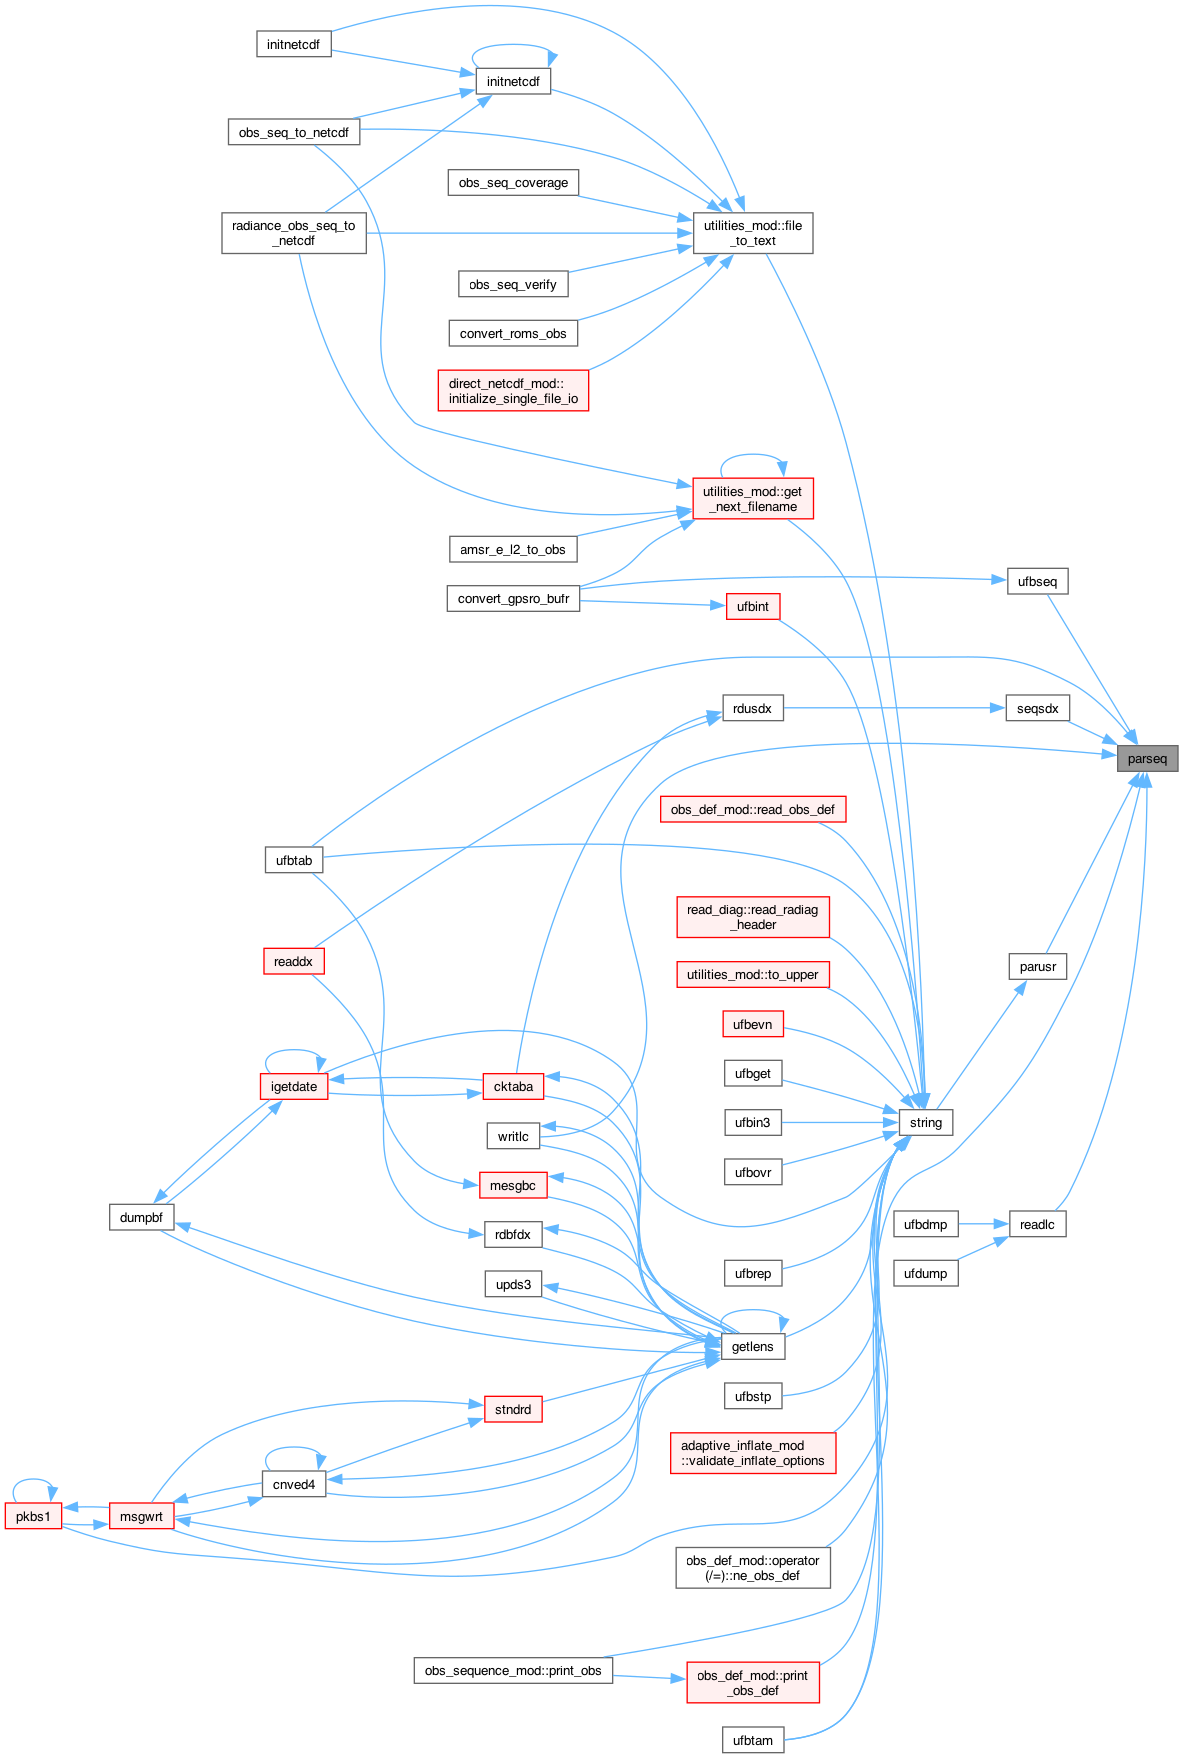 initnetcdf
initnetcdf
obs_seq_to_netcdf
obs_seq_coverage
radiance_obs_seq_to
_netcdf
utilities_mod::file
_to_text
obs_seq_verify
convert_roms_obs
direct_netcdf_mod::
initialize_single_file_io
utilities_mod::get
_next_filename
amsr_e_l2_to_obs
convert_gpsro_bufr
ufbseq
ufbint
rdusdx
seqsdx
parseq
obs_def_mod::read_obs_def
ufbtab
read_diag::read_radiag
_header
readdx
utilities_mod::to_upper
parusr
ufbevn
igetdate
cktaba
ufbget
writlc
ufbin3
string
ufbovr
mesgbc
dumpbf
rdbfdx
ufbdmp
readlc
upds3
ufbrep
ufdump
getlens
ufbstp
stndrd
adaptive_inflate_mod
::validate_inflate_options
cnved4
pkbs1
msgwrt
obs_def_mod::operator
(/=)::ne_obs_def
obs_sequence_mod::print_obs
obs_def_mod::print
_obs_def
ufbtam